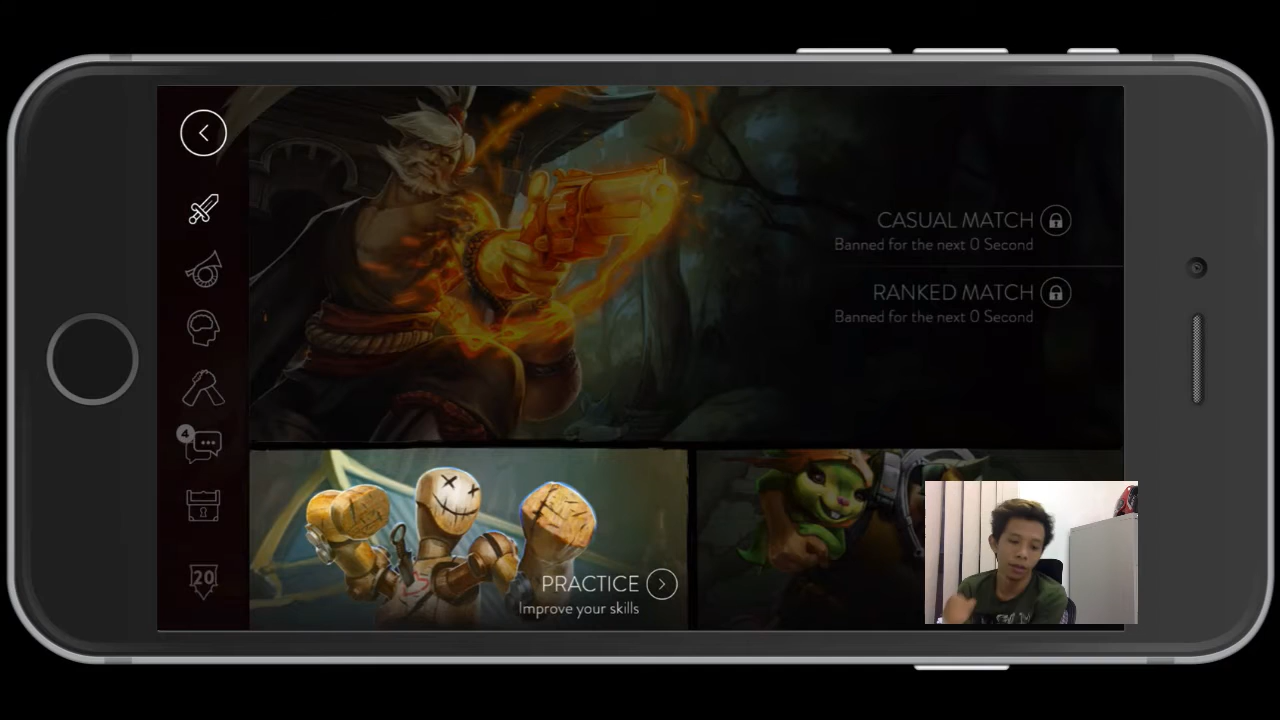 CASUAL MATCH
Banned for the next 0 Second
RANKED MATCH
Banned for the next 0 Second
4
20
PRACTICE
Improve your skills